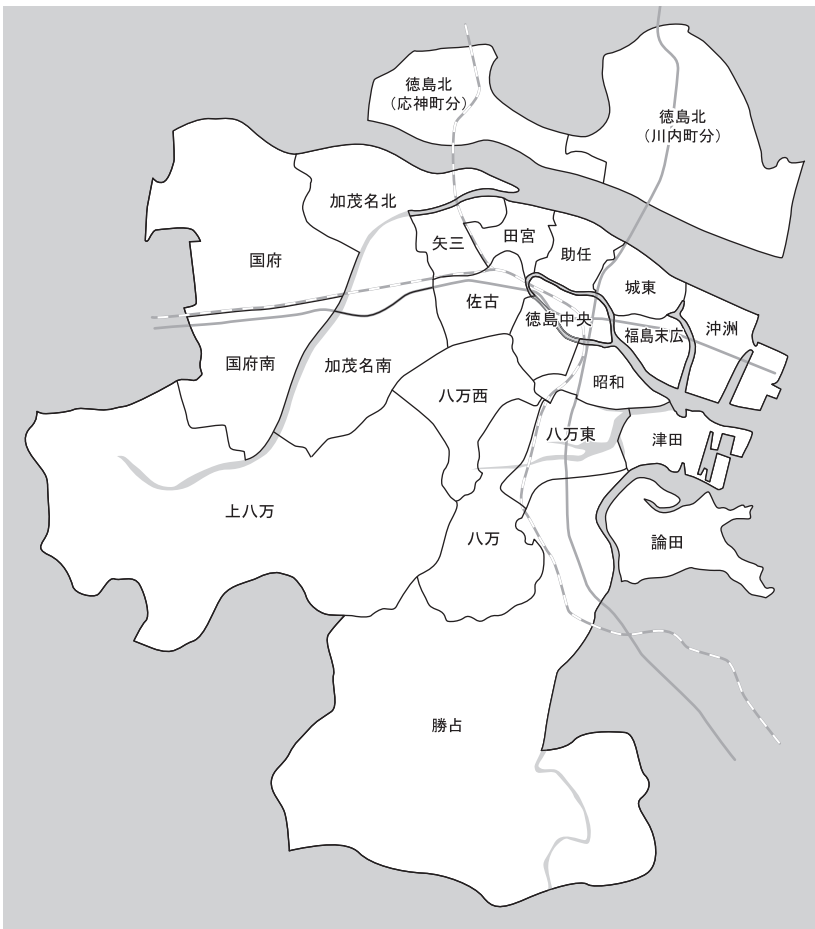 徳島北
（応神町分）
徳島北
（川内町分）
加茂名北
矢三
田宮
助任
国府
城東
佐古
徳島中央
福島末広
沖洲
国府南
加茂名南
昭和
八万西
八万東
津田
上八万
八万
論田
勝占